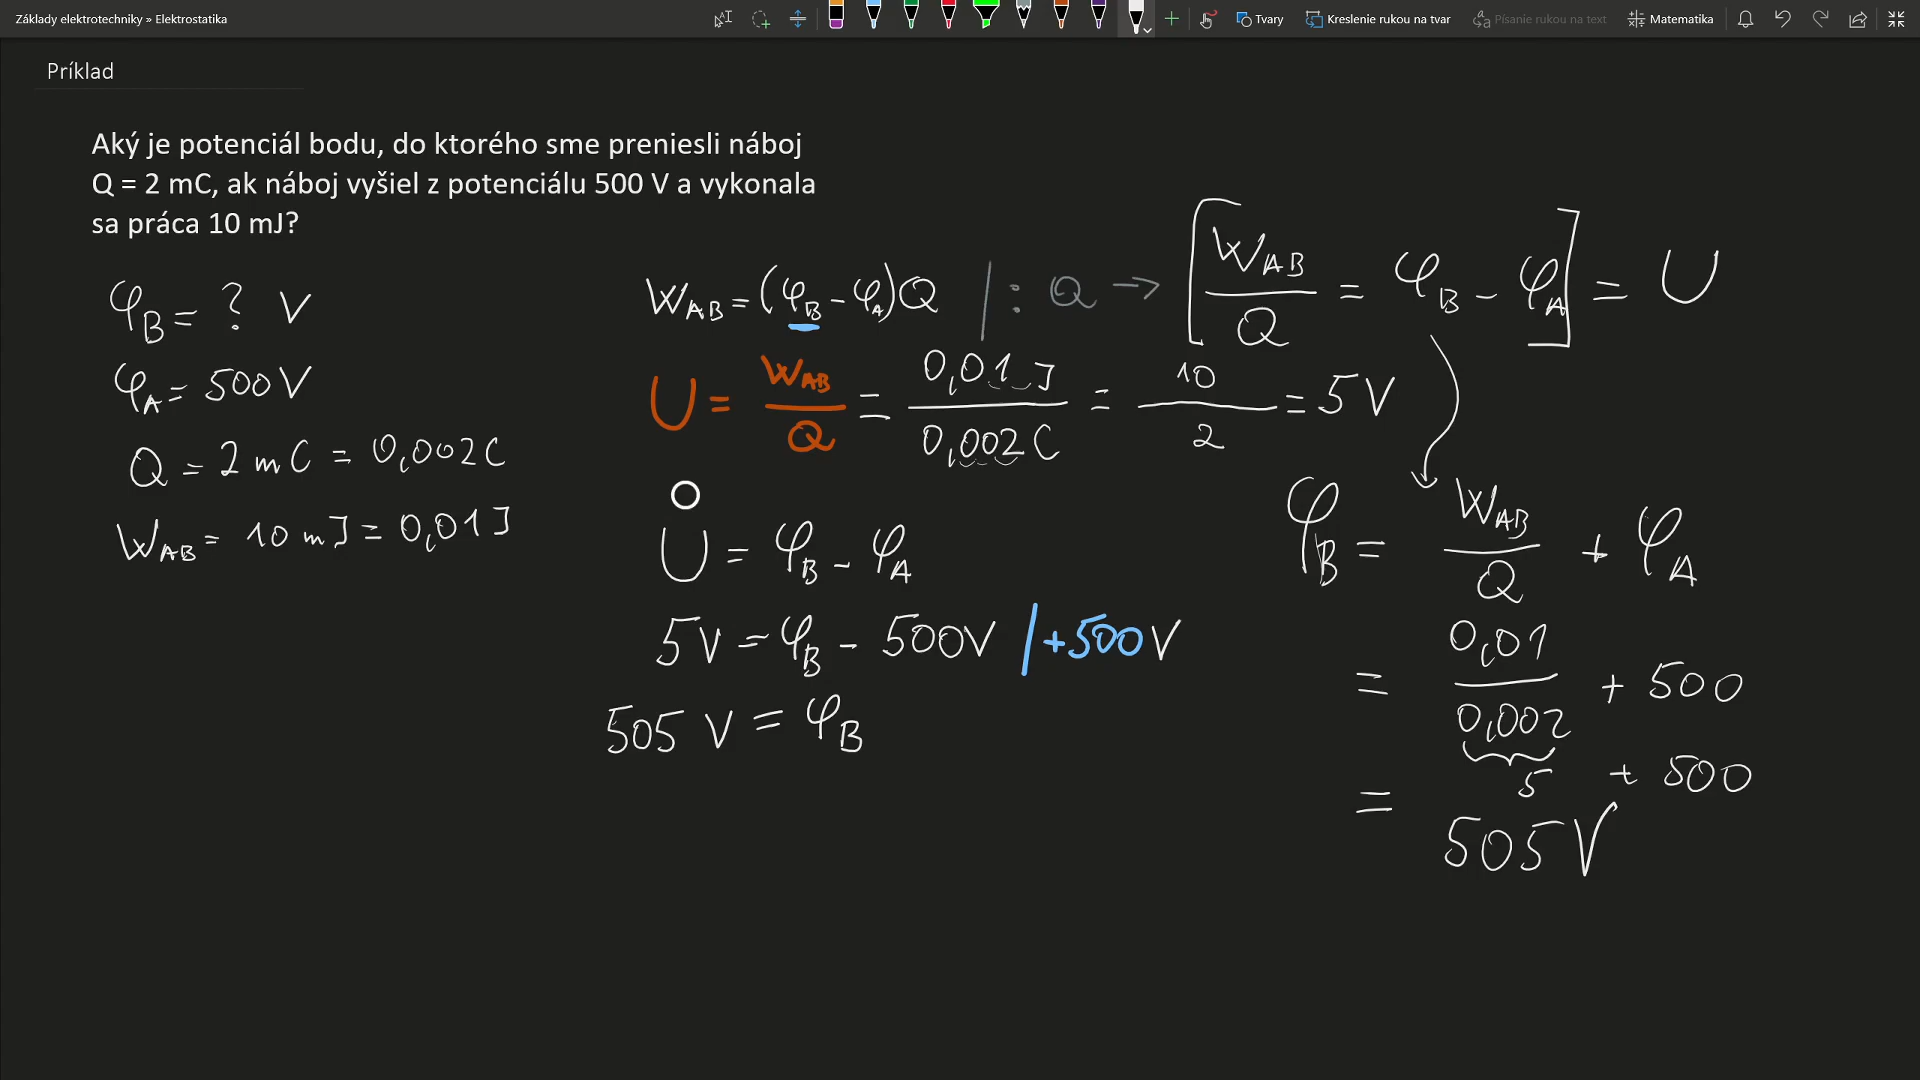 Základy elektrotechniky » Elektrostatika
Tvary
Kreslenie rukou na tvar
Písanie rukou na text
Matematika
Príklad
Aký je potenciál bodu, do ktorého sme preniesli náboj
Q = 2 mC, ak náboj vyšiel z potenciálu 500 V a vykonala
sa práca 10 mJ?
φB = ? V
φA = 500 V
Q = 2 mC = 0,002 C
WAB = 10 mJ = 0,01 J
WAB = (φB - φA) Q | : Q → [WAB / Q = φB - φA] = U
U = WAB / Q = 0,01 J / 0,002 C = 10 / 2 = 5 V
U = φB - φA
5 V = φB - 500 V | +500 V
505 V = φB
φB = WAB / Q + φA
= 0,01 / 0,002 + 500
5 + 500
= 505 V